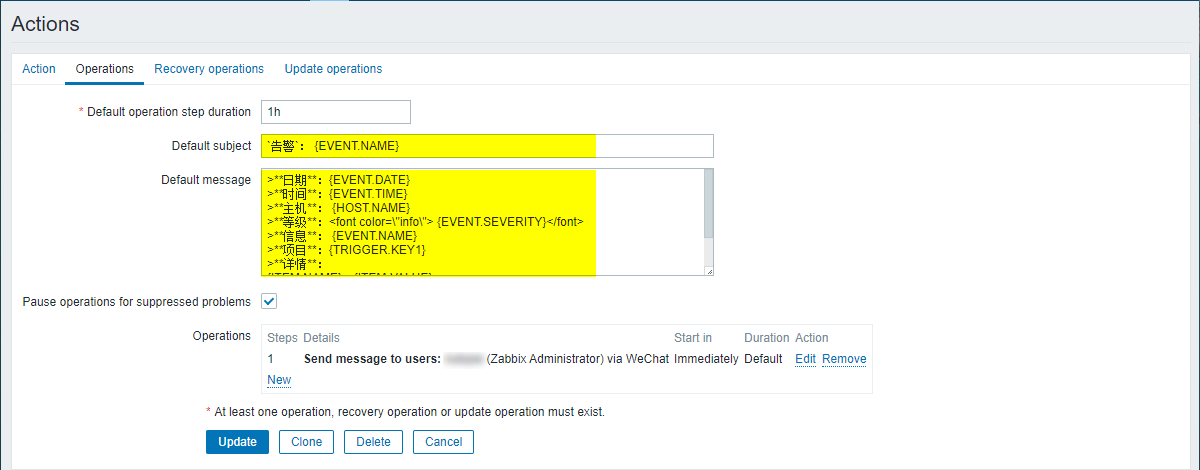 Actions
Action Operations Recovery operations Update operations
* Default operation step duration 1h
Default subject `告警`： {EVENT.NAME}
Default message >**日期**：{EVENT.DATE}
>**时间**：{EVENT.TIME}
>**主机**： {HOST.NAME}
>**等级**：<font color=\"info\"> {EVENT.SEVERITY}</font>
>**信息**： {EVENT.NAME}
>**项目**：{TRIGGER.KEY1}
>**详情**：
{ITEM.NAME} {ITEM.VALUE}
Pause operations for suppressed problems
Operations Steps Details Start in Duration Action
1 Send message to users: (Zabbix Administrator) via WeChat Immediately Default Edit Remove
New
* At least one operation, recovery operation or update operation must exist.
Update Clone Delete Cancel